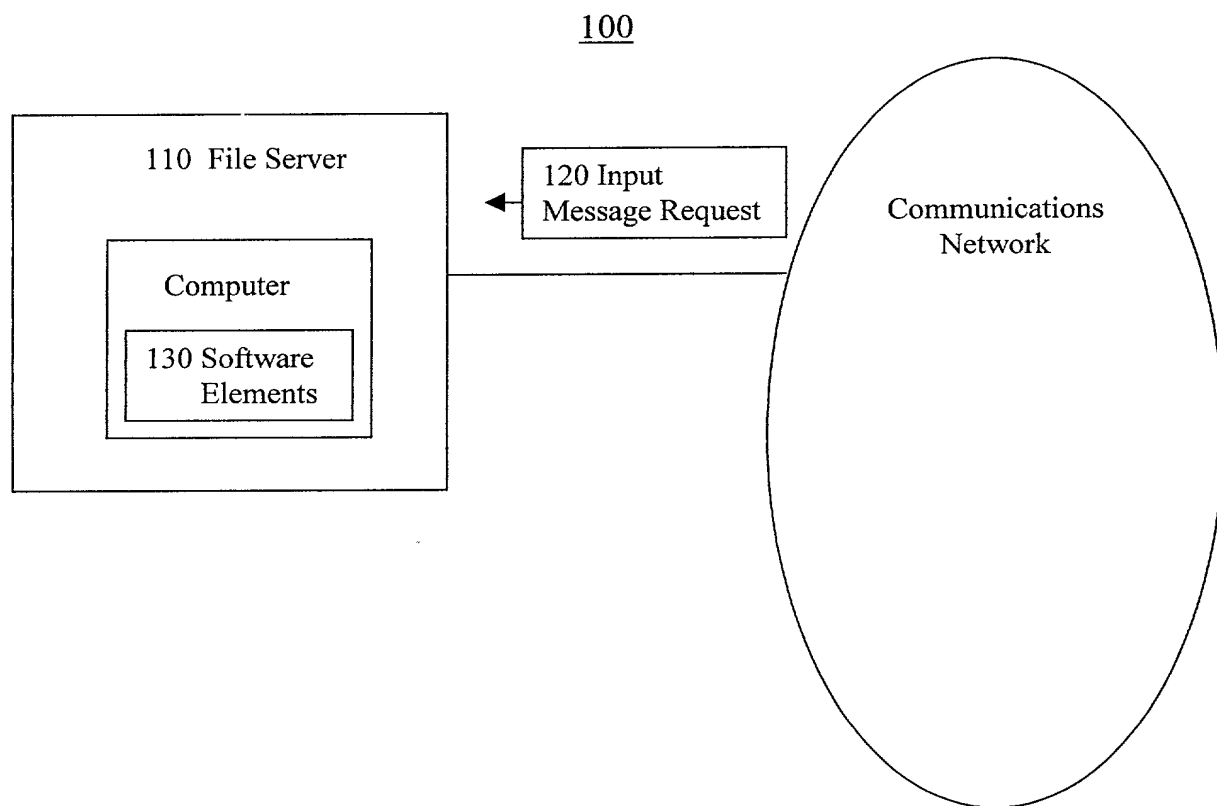 100
110 File Server
120 Input
Message Request
Communications
Network
Computer
130 Software
Elements